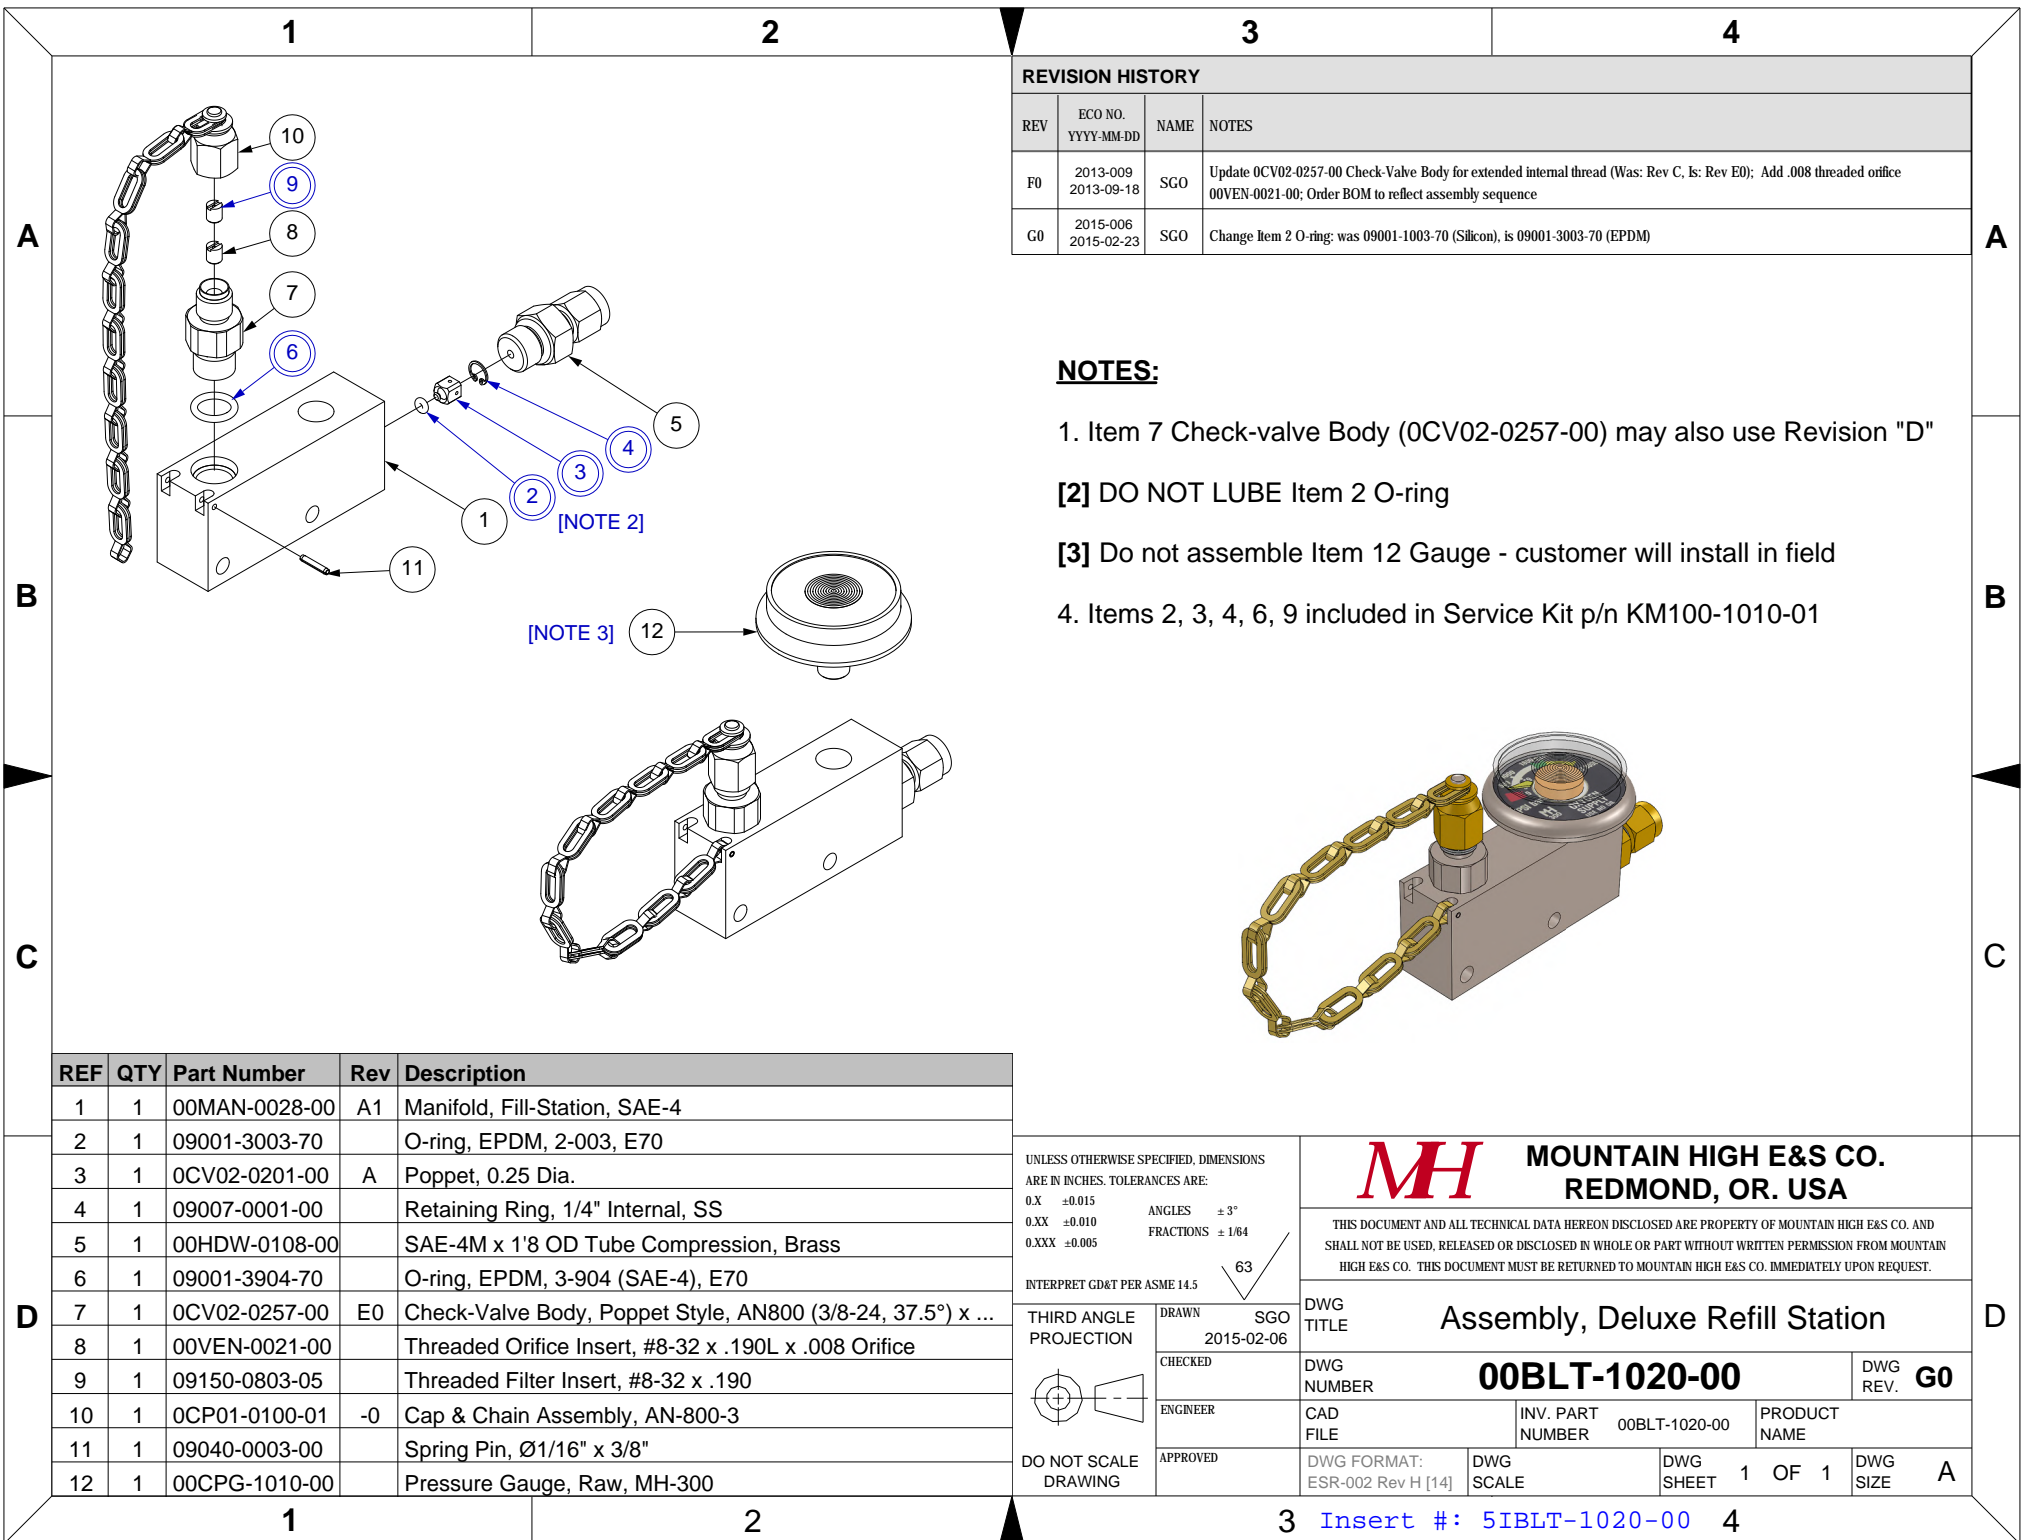 1 2 3 4
REVISION HISTORY
REV ECO NO. YYYY-MM-DD NAME NOTES
F0 2013-009 2013-09-18 SGO Update 0CV02-0257-00 Check-Valve Body for extended internal thread (Was: Rev C, Is: Rev E0); Add .008 threaded orifice
00VEN-0021-00; Order BOM to reflect assembly sequence
G0 2015-006 2015-02-23 SGO Change Item 2 O-ring: was 09001-1003-70 (Silicon), is 09001-3003-70 (EPDM)
A A
10
9
8
7
6
5
4
3
2
1
[NOTE 2]
11
[NOTE 3] 12
NOTES:
1. Item 7 Check-valve Body (0CV02-0257-00) may also use Revision "D"
[2] DO NOT LUBE Item 2 O-ring
[3] Do not assemble Item 12 Gauge - customer will install in field
4. Items 2, 3, 4, 6, 9 included in Service Kit p/n KM100-1010-01
B B
C C
REF QTY Part Number Rev Description
1 1 00MAN-0028-00 A1 Manifold, Fill-Station, SAE-4
2 1 09001-3003-70 O-ring, EPDM, 2-003, E70
3 1 0CV02-0201-00 A Poppet, 0.25 Dia.
4 1 09007-0001-00 Retaining Ring, 1/4" Internal, SS
5 1 00HDW-0108-00 SAE-4M x 1'8 OD Tube Compression, Brass
6 1 09001-3904-70 O-ring, EPDM, 3-904 (SAE-4), E70
7 1 0CV02-0257-00 E0 Check-Valve Body, Poppet Style, AN800 (3/8-24, 37.5°) x ...
8 1 00VEN-0021-00 Threaded Orifice Insert, #8-32 x .190L x .008 Orifice
9 1 09150-0803-05 Threaded Filter Insert, #8-32 x .190
10 1 0CP01-0100-01 -0 Cap & Chain Assembly, AN-800-3
11 1 09040-0003-00 Spring Pin, Ø1/16" x 3/8"
12 1 00CPG-1010-00 Pressure Gauge, Raw, MH-300
D D
UNLESS OTHERWISE SPECIFIED, DIMENSIONS
ARE IN INCHES. TOLERANCES ARE:
0.X ±0.015
0.XX ±0.010
0.XXX ±0.005
ANGLES ± 3°
FRACTIONS ± 1/64
63
INTERPRET GD&T PER ASME 14.5
THIRD ANGLE
PROJECTION
DO NOT SCALE
DRAWING
DRAWN SGO
2015-02-06
CHECKED
ENGINEER
APPROVED
MH
MOUNTAIN HIGH E&S CO.
REDMOND, OR. USA
THIS DOCUMENT AND ALL TECHNICAL DATA HEREON DISCLOSED ARE PROPERTY OF MOUNTAIN HIGH E&S CO. AND
SHALL NOT BE USED, RELEASED OR DISCLOSED IN WHOLE OR PART WITHOUT WRITTEN PERMISSION FROM MOUNTAIN
HIGH E&S CO. THIS DOCUMENT MUST BE RETURNED TO MOUNTAIN HIGH E&S CO. IMMEDIATELY UPON REQUEST.
DWG TITLE Assembly, Deluxe Refill Station
DWG NUMBER 00BLT-1020-00 DWG REV. G0
CAD FILE INV. PART NUMBER 00BLT-1020-00 PRODUCT NAME
DWG FORMAT: ESR-002 Rev H [14] DWG SCALE DWG SHEET 1 OF 1 DWG SIZE A
1 2 3 Insert #: 5IBLT-1020-00 4